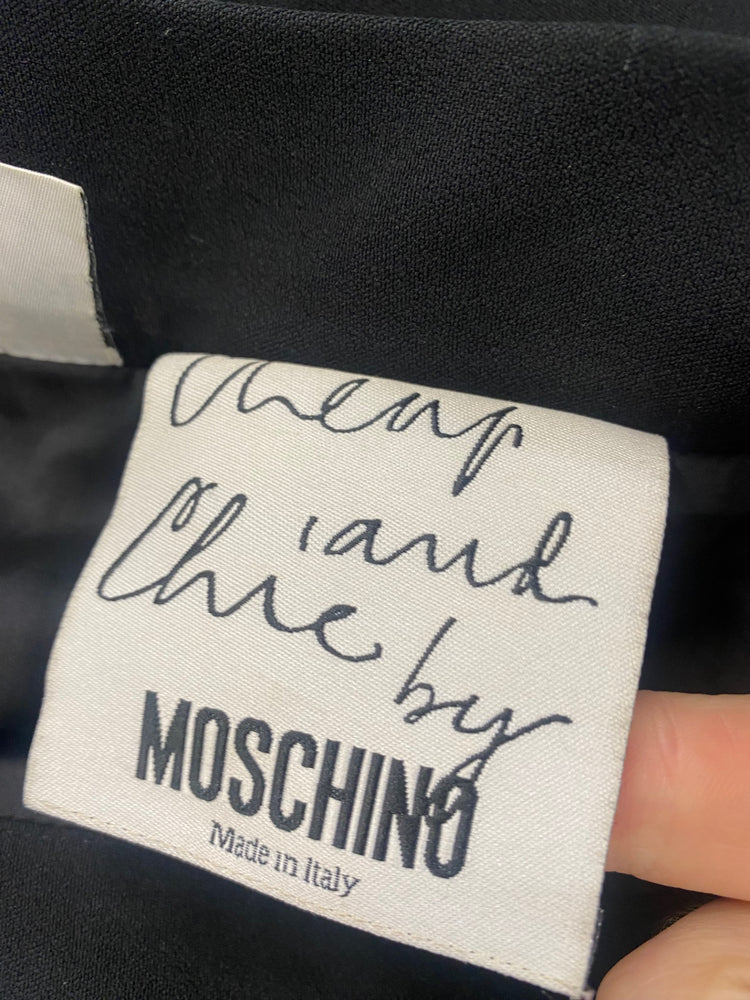 Cheap
and
Chic by
MOSCHINO
Made in Italy